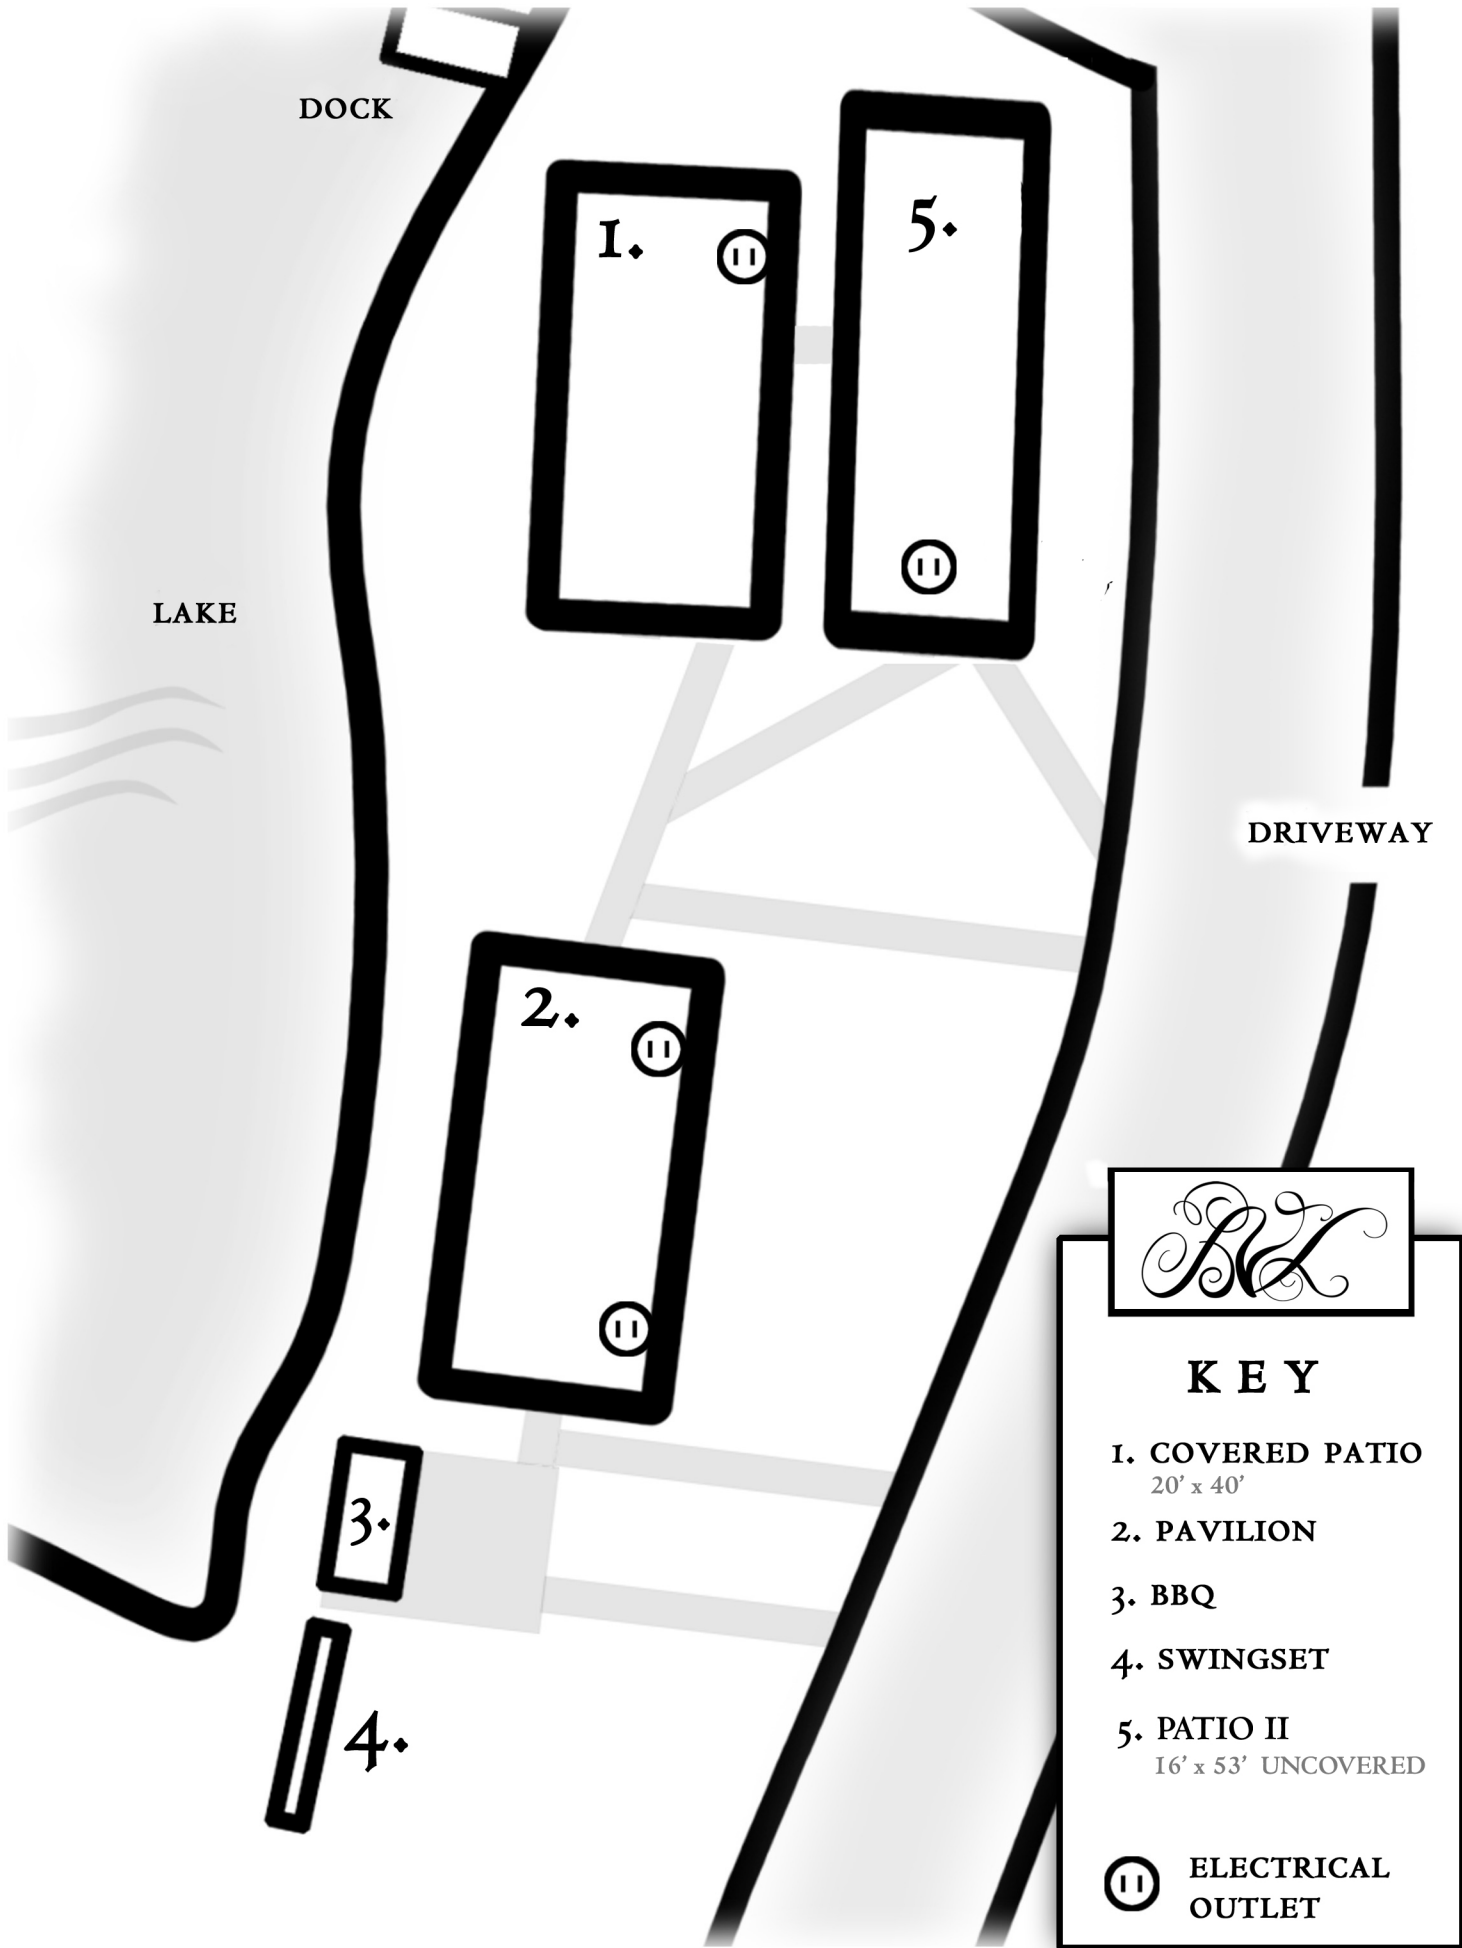 DOCK
1.
5.
LAKE
DRIVEWAY
2.
3.
4.
BVL
KEY
1. COVERED PATIO
20' x 40'
2. PAVILION
3. BBQ
4. SWINGSET
5. PATIO II
16' x 53' UNCOVERED
ELECTRICAL
OUTLET